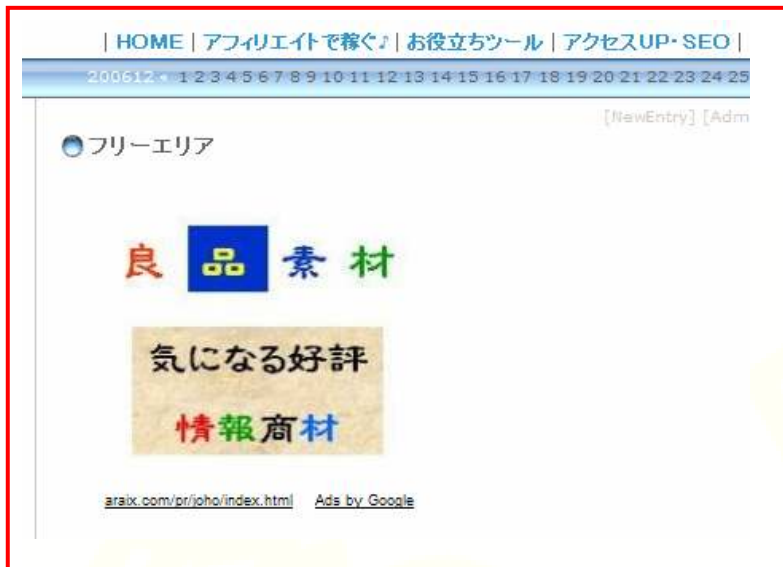 | HOME | アフィリエイトで稼ぐ♪ | お役立ちツール | アクセスUP・SEO |
200612 « 1 2 3 4 5 6 7 8 9 10 11 12 13 14 15 16 17 18 19 20 21 22 23 24 25
[NewEntry] [Adm
フリーエリア
良品素材
気になる好評
情報商材
araix.com/pr/joho/index.html Ads by Google